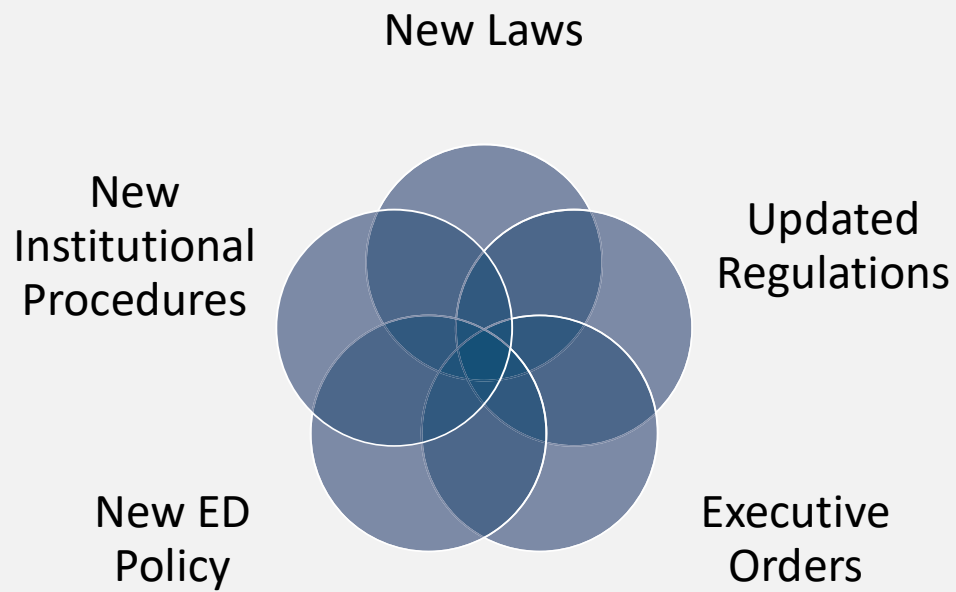 New Laws
New
Institutional
Procedures
Updated
Regulations
New ED
Policy
Executive
Orders